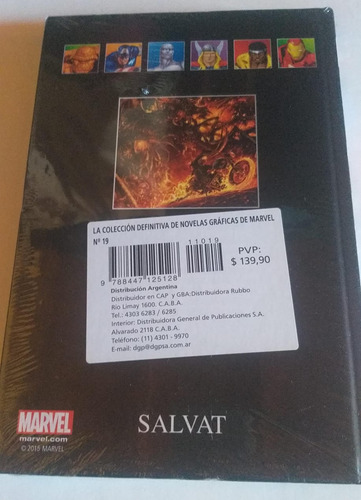 LA COLECCIÓN DEFINITIVA DE NOVELAS GRÁFICAS DE MARVEL
Nº 19
11019
PVP:
$ 139,90
9 788447 125128
Distribución Argentina
Distribuidor en CAP y GBA:Distribuidora Rubbo
Rio Limay 1600. C.A.B.A.
Tel.: 4303 6283 / 6285
Interior: Distribuidora General de Publicaciones S.A.
Alvarado 2118 C.A.B.A.
Teléfono: (11) 4301 - 9970
E-mail: dgp@dgpsa.com.ar
MARVEL
marvel.com
© 2016 MARVEL
SALVAT